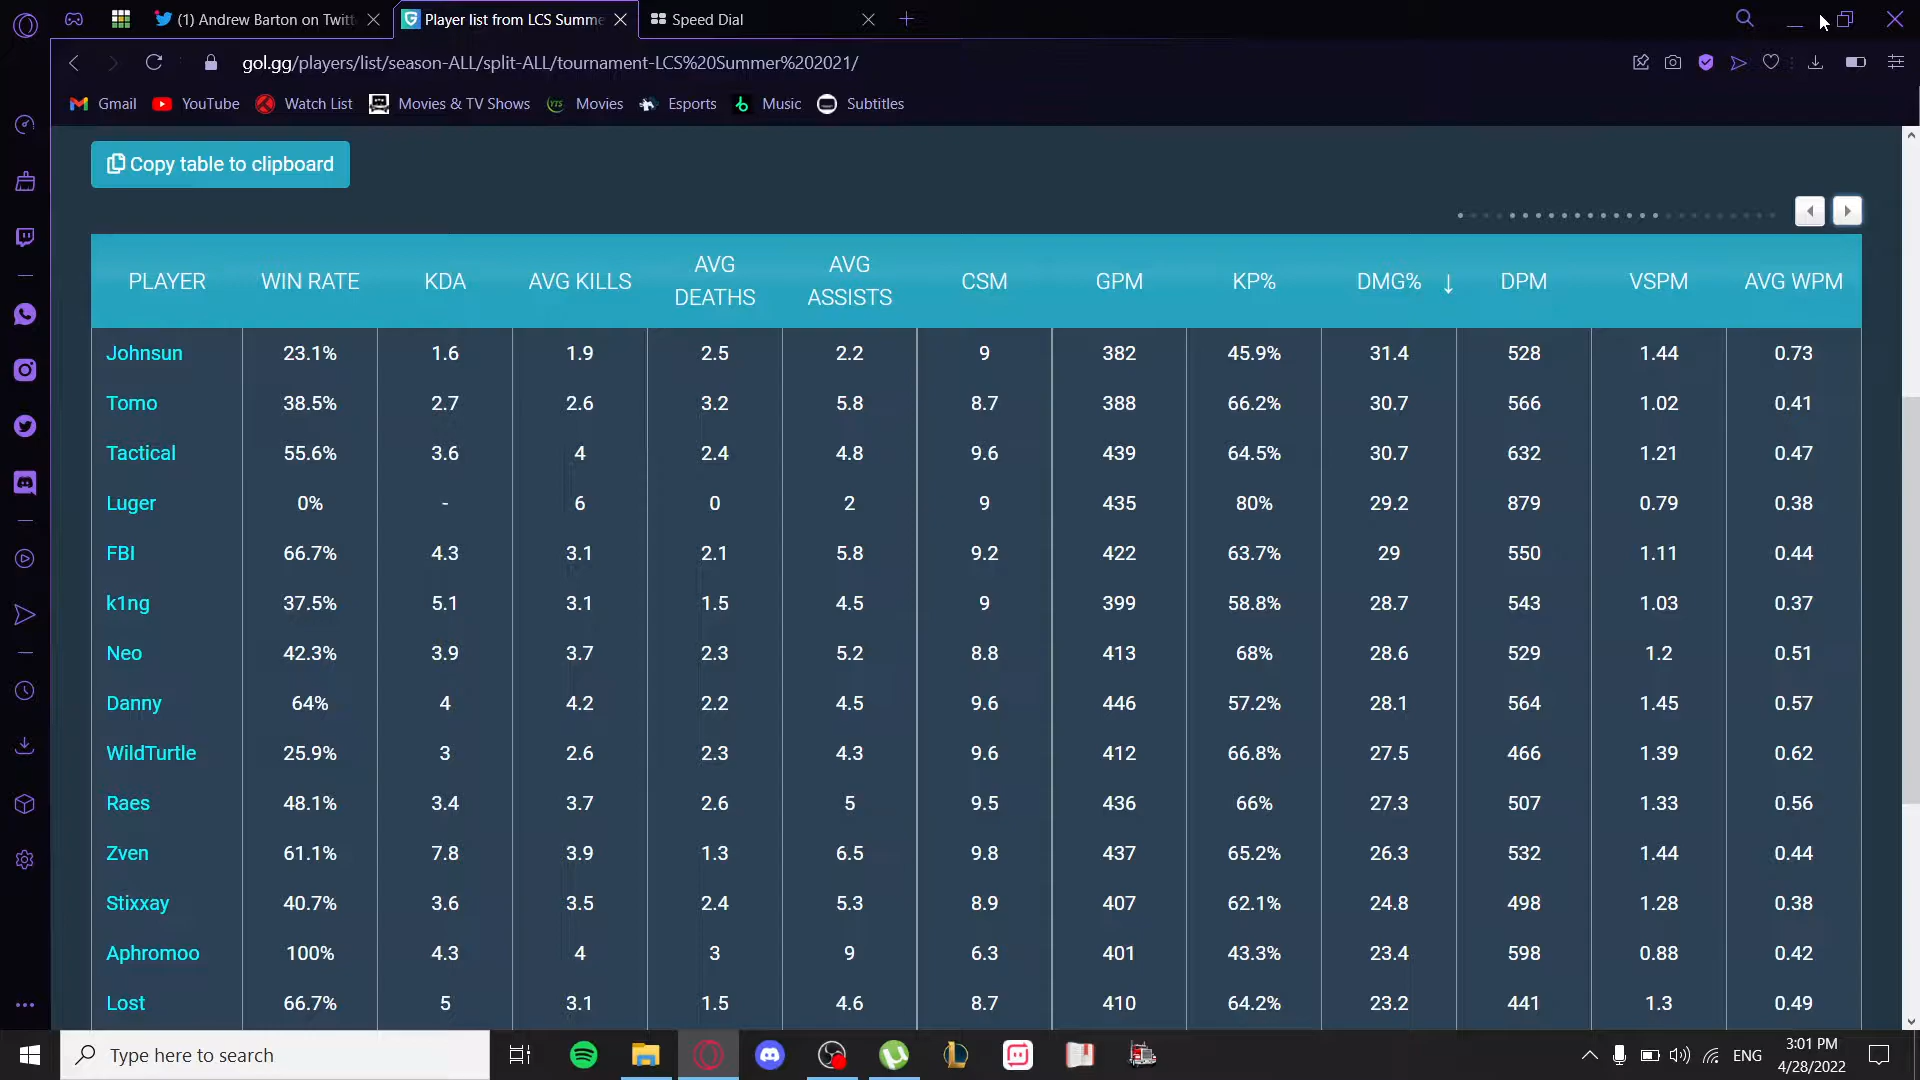 (1) Andrew Barton on Twitt
Player list from LCS Summe
Speed Dial
gol.gg/players/list/season-ALL/split-ALL/tournament-LCS%20Summer%202021/
Gmail YouTube Watch List Movies & TV Shows YTS Movies Esports Music Subtitles
Copy table to clipboard
PLAYER WIN RATE KDA AVG KILLS AVG DEATHS AVG ASSISTS CSM GPM KP% DMG% ↓ DPM VSPM AVG WPM
Johnsun 23.1% 1.6 1.9 2.5 2.2 9 382 45.9% 31.4 528 1.44 0.73
Tomo 38.5% 2.7 2.6 3.2 5.8 8.7 388 66.2% 30.7 566 1.02 0.41
Tactical 55.6% 3.6 4 2.4 4.8 9.6 439 64.5% 30.7 632 1.21 0.47
Luger 0% - 6 0 2 9 435 80% 29.2 879 0.79 0.38
FBI 66.7% 4.3 3.1 2.1 5.8 9.2 422 63.7% 29 550 1.11 0.44
k1ng 37.5% 5.1 3.1 1.5 4.5 9 399 58.8% 28.7 543 1.03 0.37
Neo 42.3% 3.9 3.7 2.3 5.2 8.8 413 68% 28.6 529 1.2 0.51
Danny 64% 4 4.2 2.2 4.5 9.6 446 57.2% 28.1 564 1.45 0.57
WildTurtle 25.9% 3 2.6 2.3 4.3 9.6 412 66.8% 27.5 466 1.39 0.62
Raes 48.1% 3.4 3.7 2.6 5 9.5 436 66% 27.3 507 1.33 0.56
Zven 61.1% 7.8 3.9 1.3 6.5 9.8 437 65.2% 26.3 532 1.44 0.44
Stixxay 40.7% 3.6 3.5 2.4 5.3 8.9 407 62.1% 24.8 498 1.28 0.38
Aphromoo 100% 4.3 4 3 9 6.3 401 43.3% 23.4 598 0.88 0.42
Lost 66.7% 5 3.1 1.5 4.6 8.7 410 64.2% 23.2 441 1.3 0.49
Type here to search
ENG
3:01 PM
4/28/2022